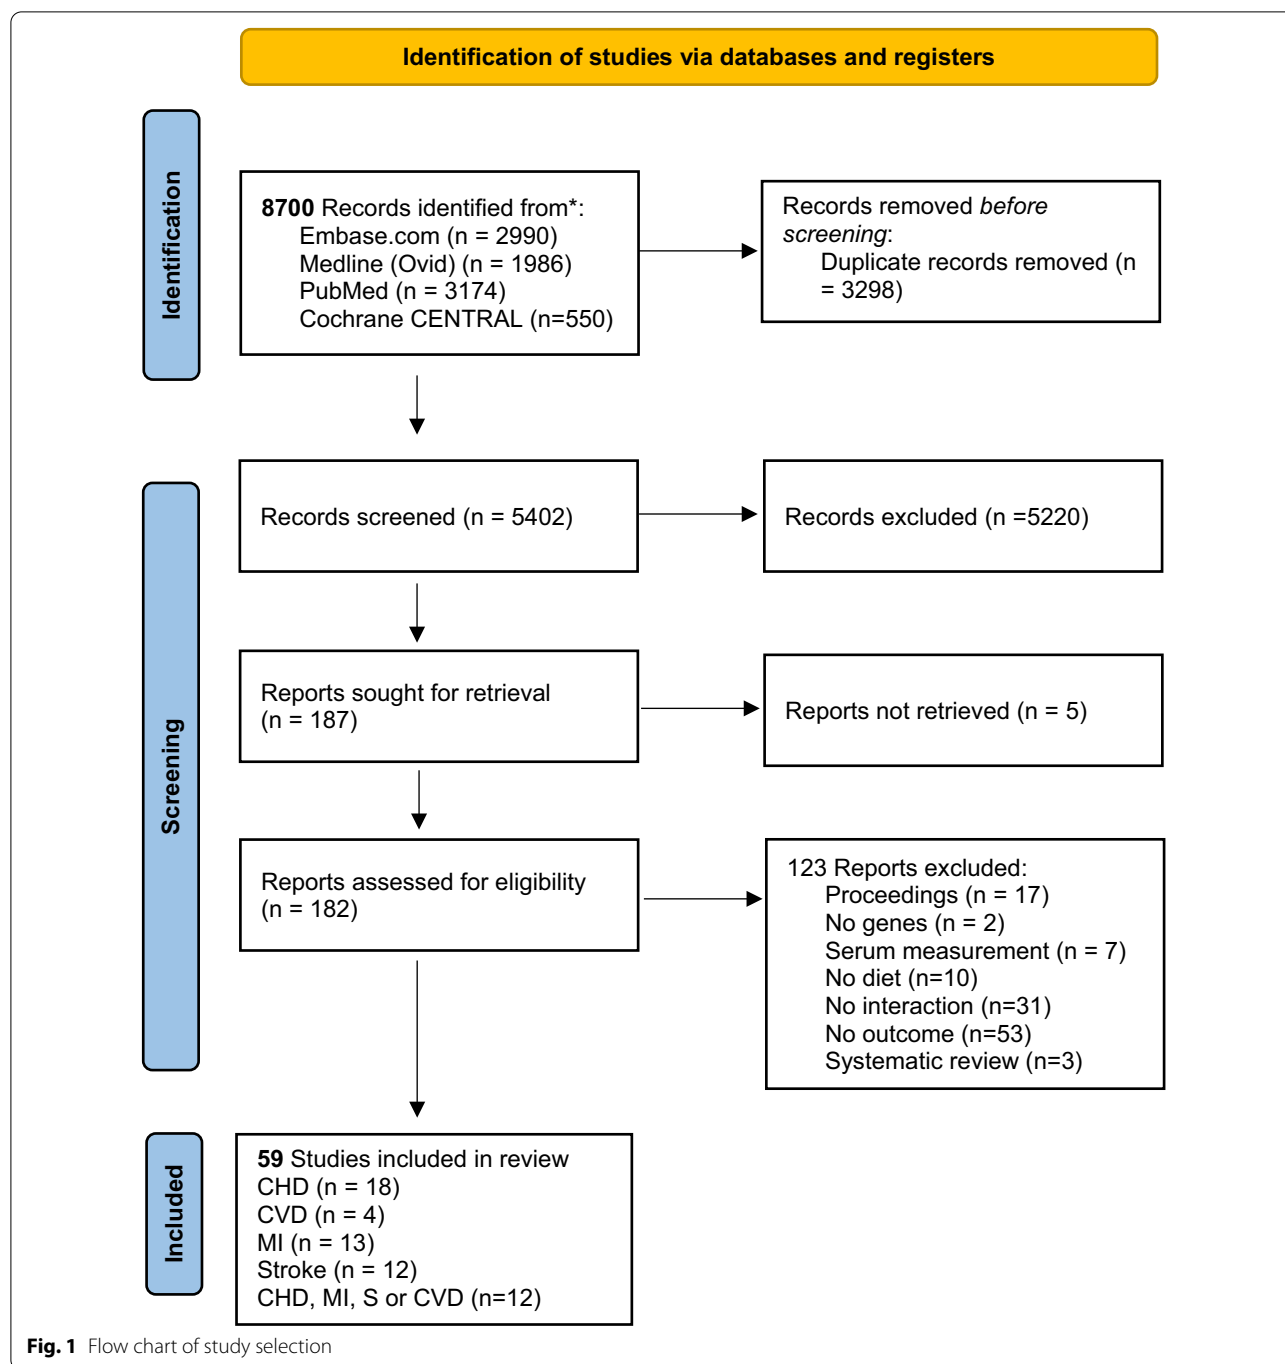 Identification of studies via databases and registers
Identification
8700 Records identified from*:
Embase.com (n = 2990)
Medline (Ovid) (n = 1986)
PubMed (n = 3174)
Cochrane CENTRAL (n=550)
Records removed before
screening:
Duplicate records removed (n
= 3298)
Screening
Records screened (n = 5402)
Records excluded (n =5220)
Reports sought for retrieval
(n = 187)
Reports not retrieved (n = 5)
Reports assessed for eligibility
(n = 182)
123 Reports excluded:
Proceedings (n = 17)
No genes (n = 2)
Serum measurement (n = 7)
No diet (n=10)
No interaction (n=31)
No outcome (n=53)
Systematic review (n=3)
Included
59 Studies included in review
CHD (n = 18)
CVD (n = 4)
MI (n = 13)
Stroke (n = 12)
CHD, MI, S or CVD (n=12)
Fig. 1 Flow chart of study selection